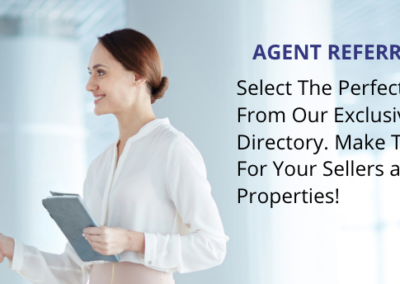 AGENT REFERR
Select The Perfect
From Our Exclusiv
Directory. Make T
For Your Sellers a
Properties!